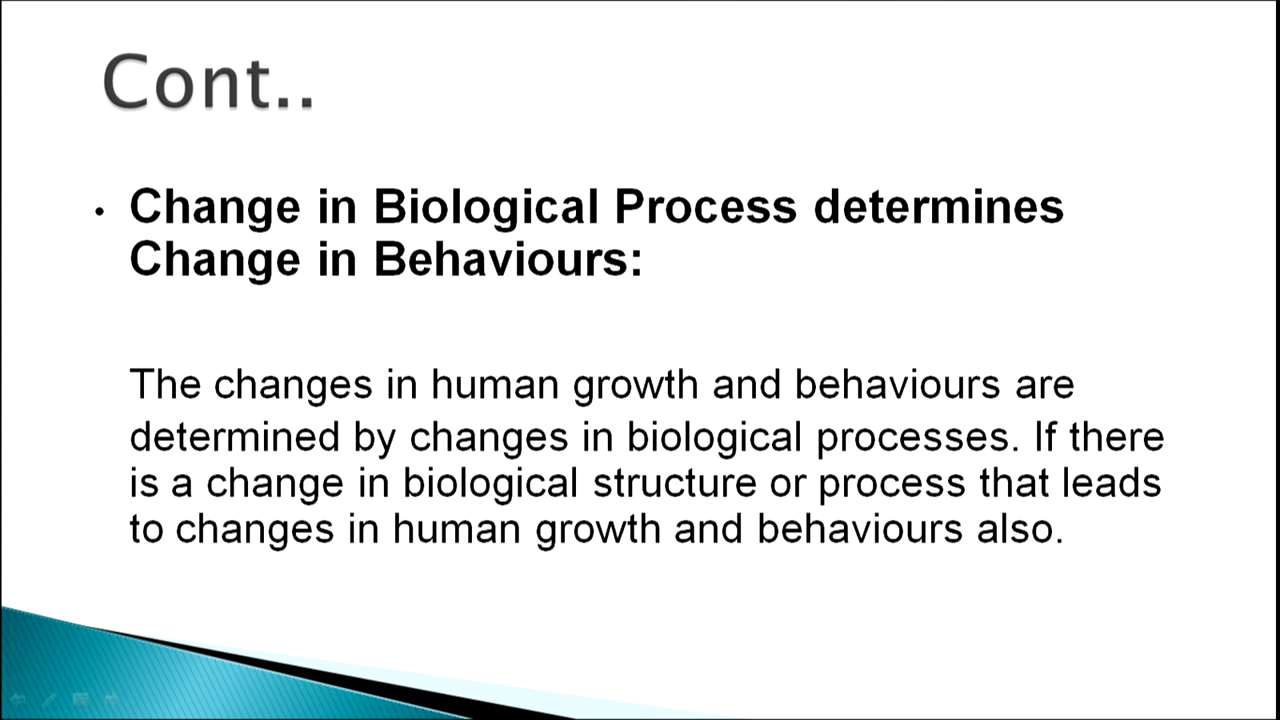 Cont..
• Change in Biological Process determines
Change in Behaviours:
The changes in human growth and behaviours are
determined by changes in biological processes. If there
is a change in biological structure or process that leads
to changes in human growth and behaviours also.